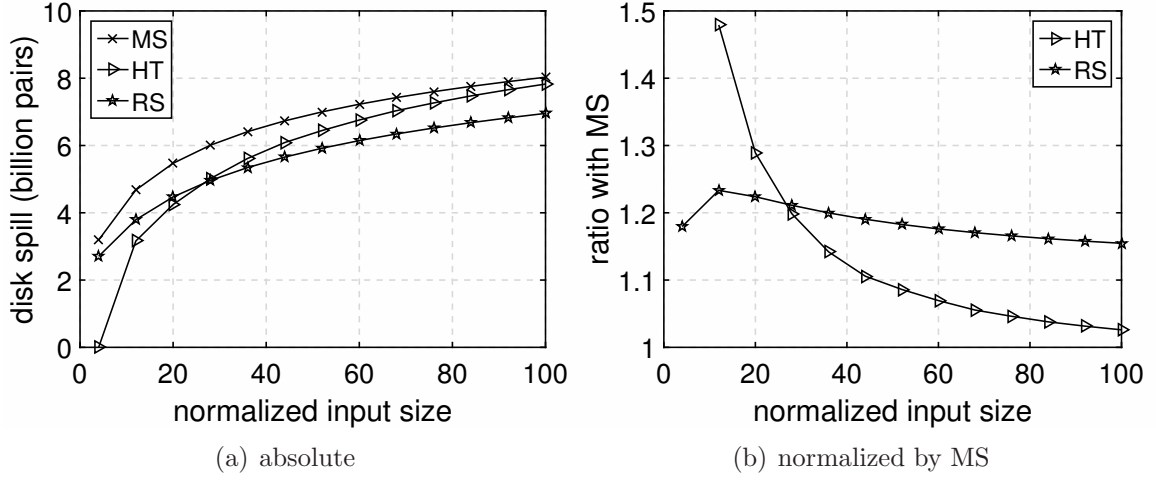 disk spill (billion pairs)
10
8
6
4
2
0
MS
HT
RS
0 20 40 60 80 100
normalized input size
(a) absolute
ratio with MS
1.5
1.4
1.3
1.2
1.1
1
HT
RS
0 20 40 60 80 100
normalized input size
(b) normalized by MS